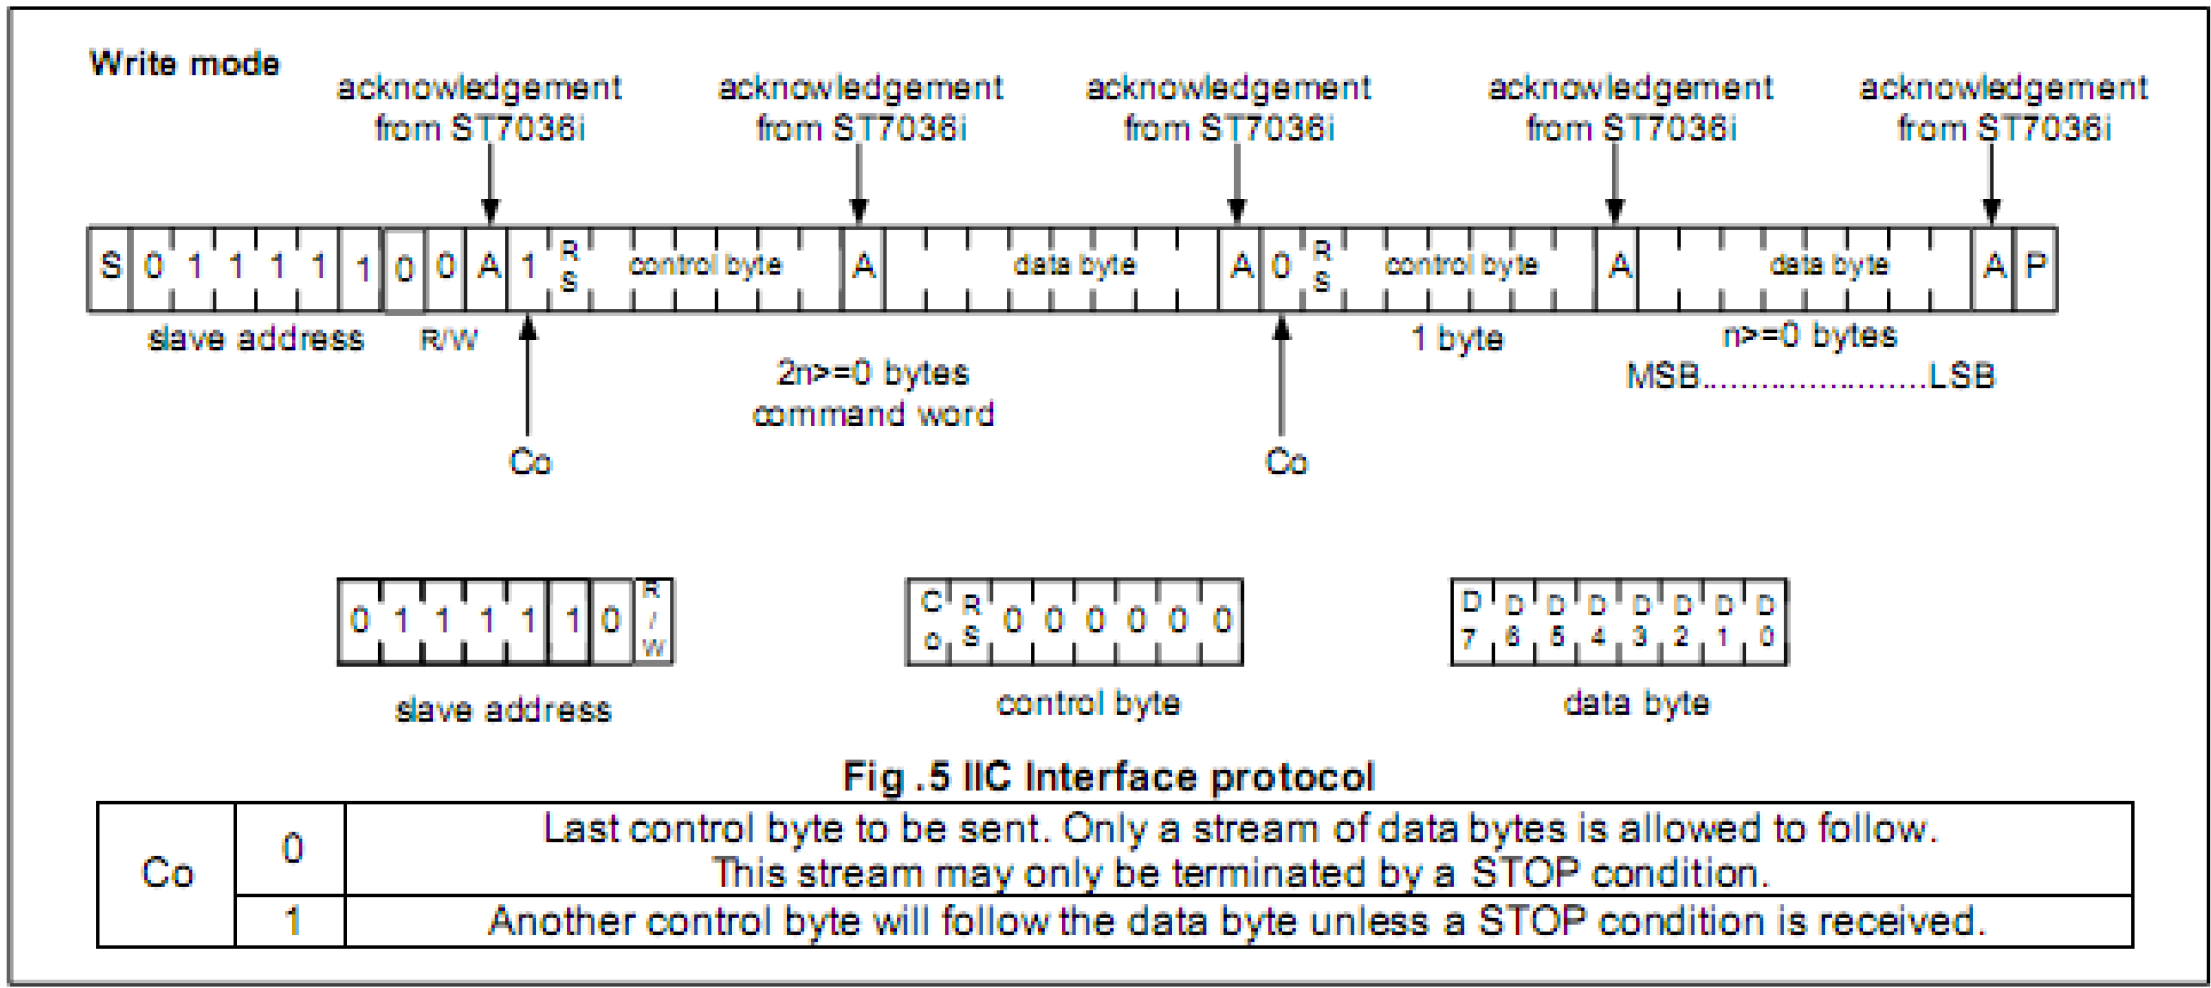 Write mode
acknowledgement acknowledgement acknowledgement acknowledgement acknowledgement
from ST7036i from ST7036i from ST7036i from ST7036i from ST7036i
S 0 1 1 1 1 1 0 0 A 1 RS control byte A data byte A 0 RS control byte A data byte A P
slave address R/W 1 byte n>=0 bytes
2n>=0 bytes MSB......................LSB
command word
Co Co
0 1 1 1 1 1 0 R/W Co RS 0 0 0 0 0 0 D7 D6 D5 D4 D3 D2 D1 D0
slave address control byte data byte
Fig .5 IIC Interface protocol
Co 0 Last control byte to be sent. Only a stream of data bytes is allowed to follow.
This stream may only be terminated by a STOP condition.
1 Another control byte will follow the data byte unless a STOP condition is received.